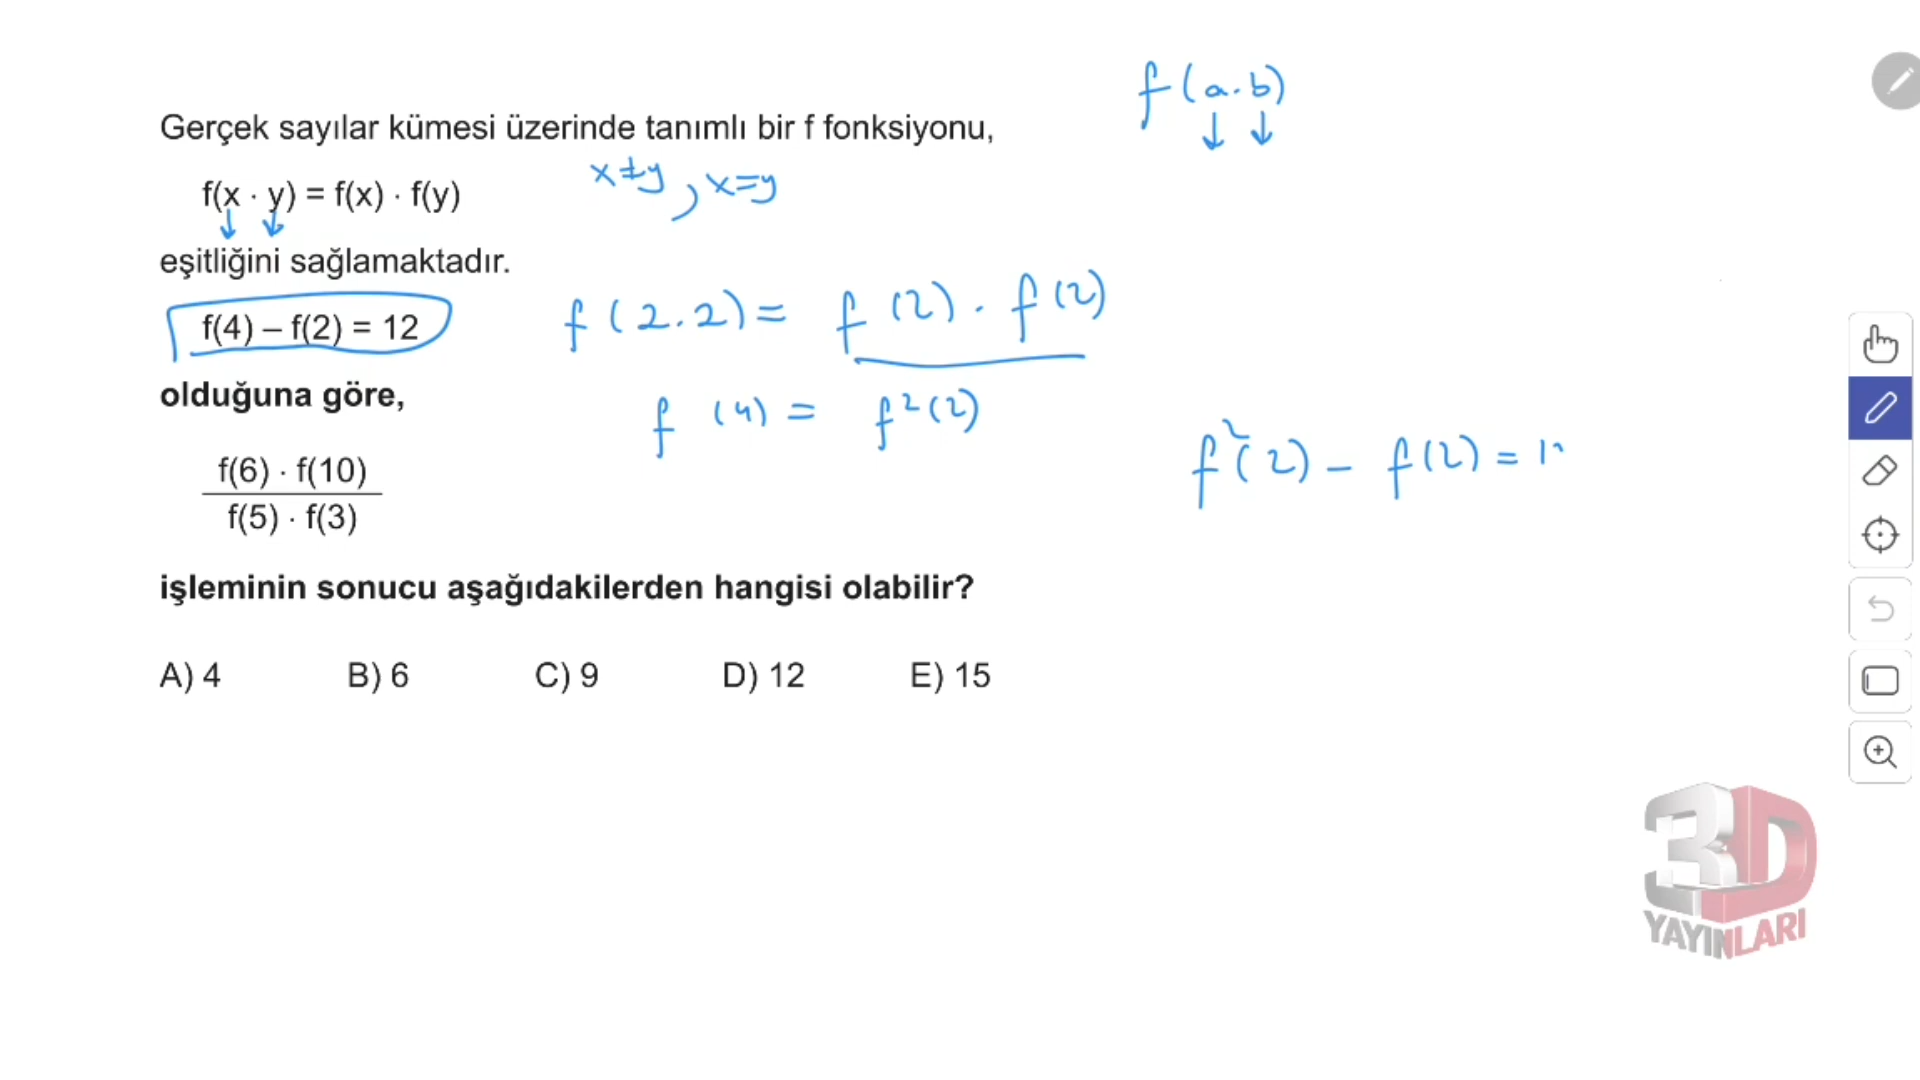 f(a.b)
Gerçek sayılar kümesi üzerinde tanımlı bir f fonksiyonu,
x≠y, x=y
f(x · y) = f(x) · f(y)
eşitliğini sağlamaktadır.
f(4) – f(2) = 12
f(2.2) = f(2) . f(2)
olduğuna göre,
f(4) = f²(2)
f(6) · f(10)
f(5) · f(3)
f²(2) - f(2) =
işleminin sonucu aşağıdakilerden hangisi olabilir?
A) 4 B) 6 C) 9 D) 12 E) 15
3D
YAYINLARI